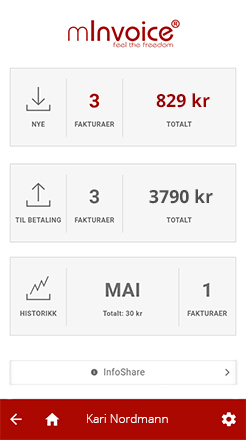 mInvoice®
feel the freedom
3 829 kr
NYE FAKTURAER TOTALT
3 3790 kr
TIL BETALING FAKTURAER TOTALT
MAI 1
HISTORIKK Totalt: 30 kr FAKTURAER
InfoShare
Kari Nordmann